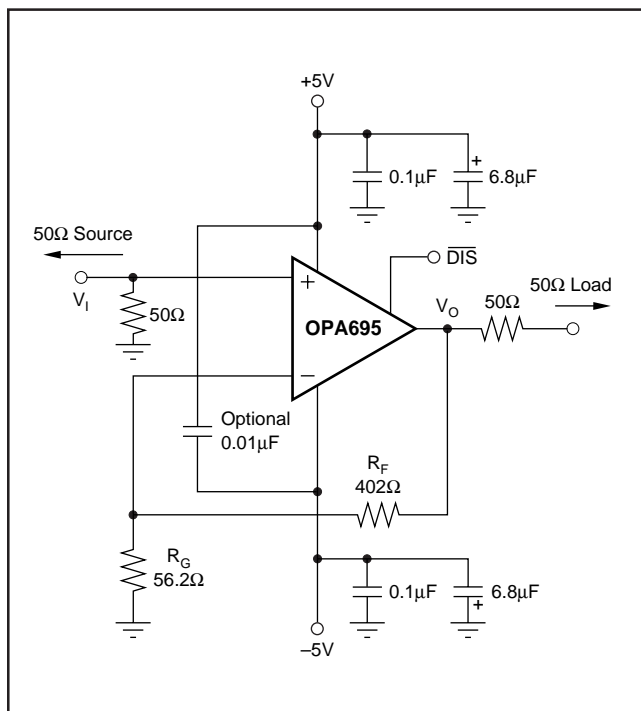 +5V
+
0.1μF
6.8μF
50Ω Source
V_I
50Ω
+
OPA695
−
DIS
V_O
50Ω
50Ω Load
Optional
0.01μF
R_F
402Ω
R_G
56.2Ω
0.1μF
6.8μF
+
−5V